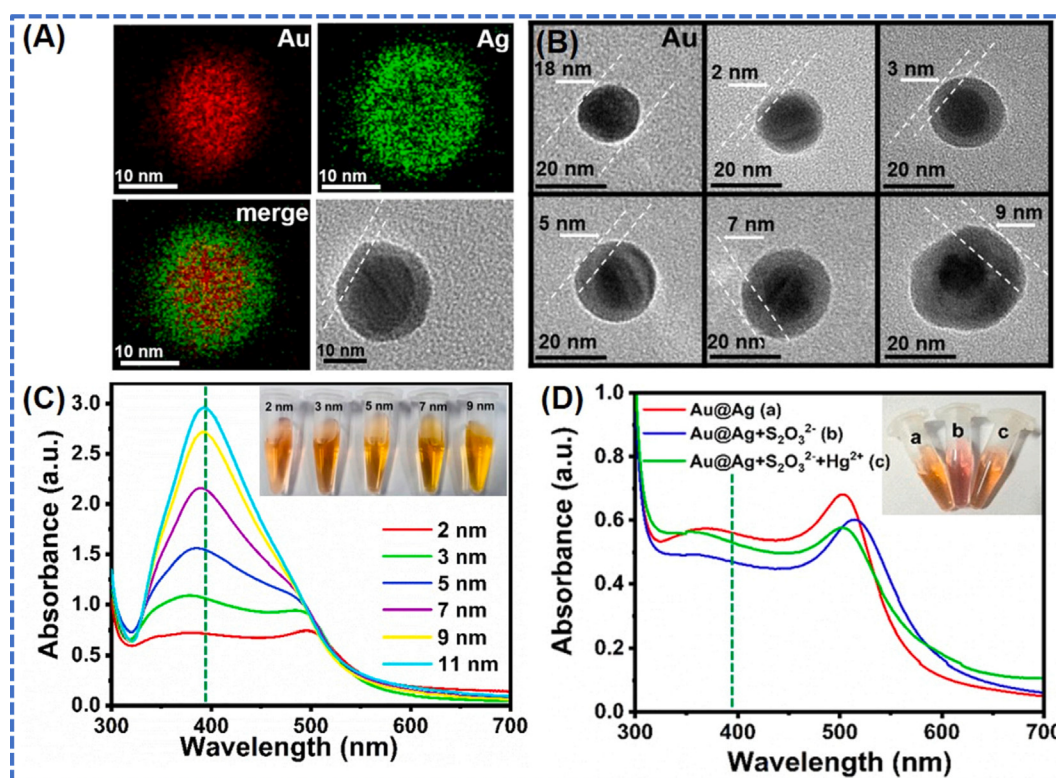 (A)
Au
Ag
10 nm
10 nm
merge
10 nm
10 nm
(B)
Au
18 nm
2 nm
3 nm
20 nm
20 nm
20 nm
5 nm
7 nm
9 nm
20 nm
20 nm
20 nm
(C)
3.0
2.5
2.0
1.5
1.0
0.5
0.0
Absorbance (a.u.)
2 nm 3 nm 5 nm 7 nm 9 nm
2 nm
3 nm
5 nm
7 nm
9 nm
11 nm
300 400 500 600 700
Wavelength (nm)
(D)
1.0
0.8
0.6
0.4
0.2
0.0
Absorbance (a.u.)
Au@Ag (a)
Au@Ag+S₂O₃²⁻ (b)
Au@Ag+S₂O₃²⁻+Hg²⁺ (c)
a b c
300 400 500 600 700
Wavelength (nm)